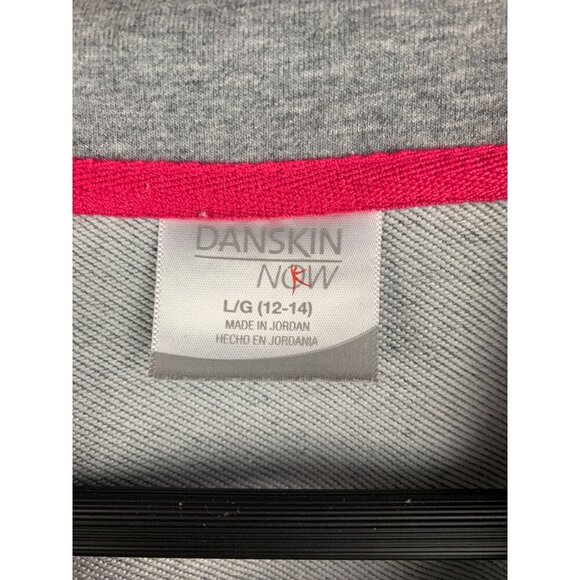 DANSKIN
NOW
L/G (12-14)
MADE IN JORDAN
HECHO EN JORDANIA